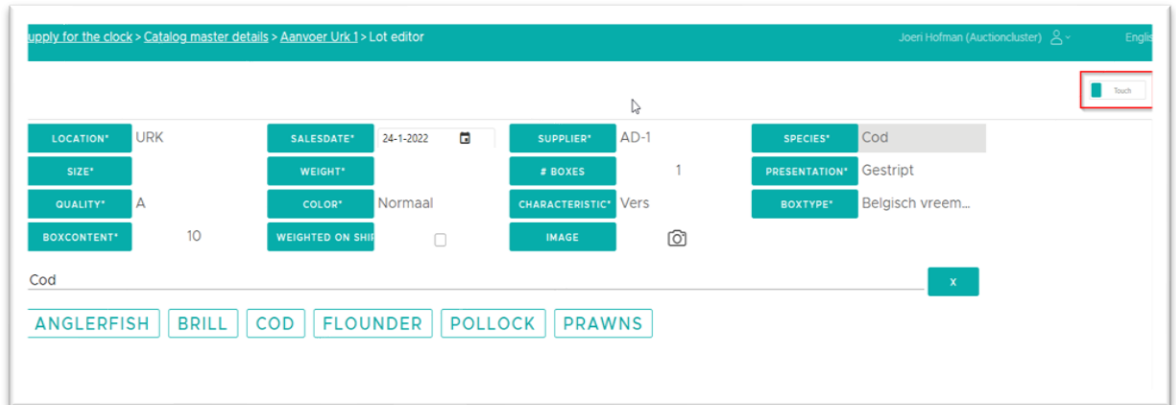 upply for the clock > Catalog master details > Aanvoer Urk 1 > Lot editor Joeri Hofman (Auctioncluster) Englis
Touch
LOCATION* URK SALESDATE* 24-1-2022 SUPPLIER* AD-1 SPECIES* Cod
SIZE* WEIGHT* # BOXES 1 PRESENTATION* Gestript
QUALITY* A COLOR* Normaal CHARACTERISTIC* Vers BOXTYPE* Belgisch vreem...
BOXCONTENT* 10 WEIGHTED ON SHIP IMAGE
Cod X
ANGLERFISH BRILL COD FLOUNDER POLLOCK PRAWNS